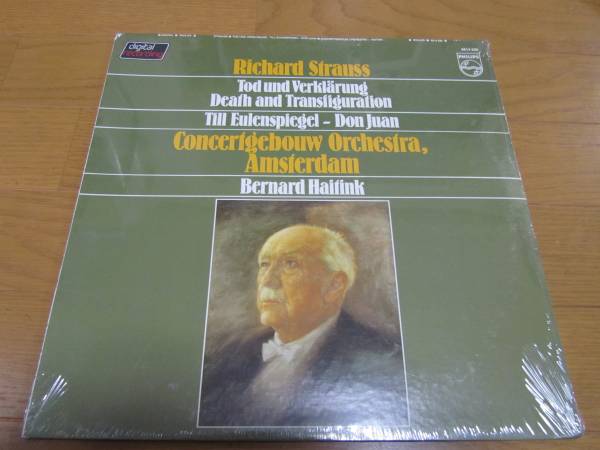 digital
recording
PHILIPS
Richard Strauss
Tod und Verklärung
Death and Transfiguration
Till Eulenspiegel – Don Juan
Concertgebouw Orchestra,
Amsterdam
Bernard Haitink